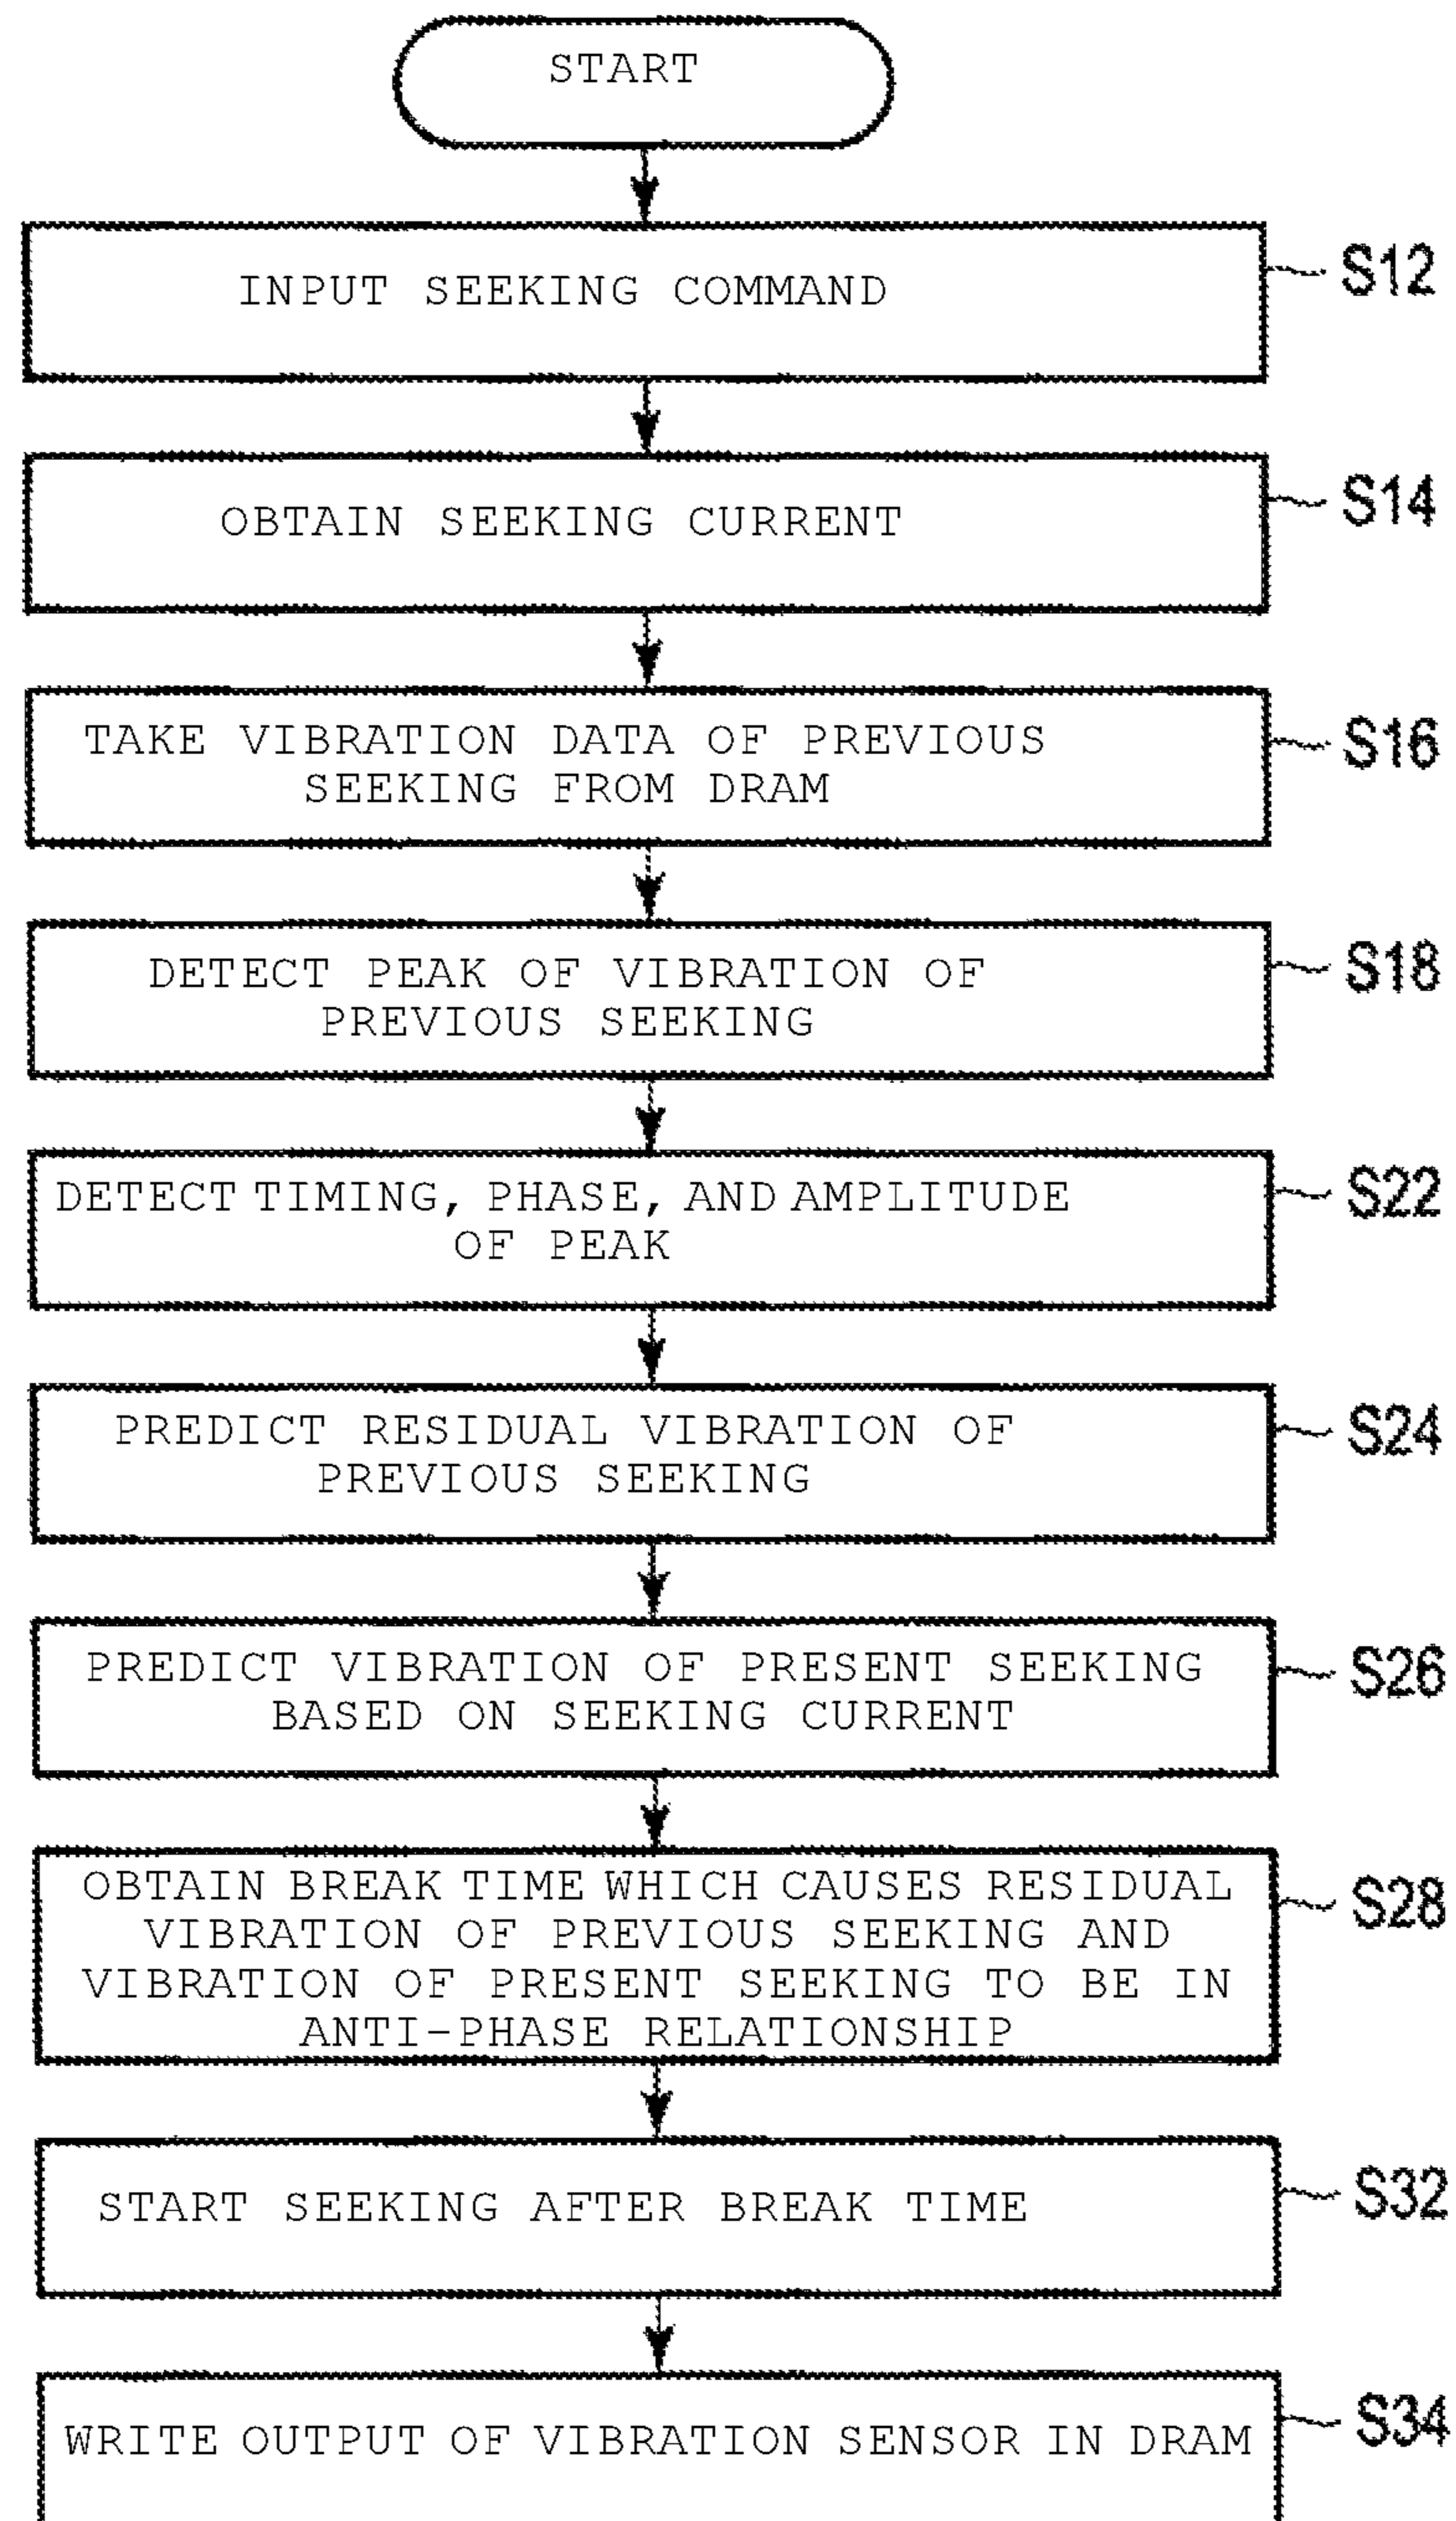 START
INPUT SEEKING COMMAND
S12
OBTAIN SEEKING CURRENT
S14
TAKE VIBRATION DATA OF PREVIOUS
SEEKING FROM DRAM
S16
DETECT PEAK OF VIBRATION OF
PREVIOUS SEEKING
S18
DETECT TIMING, PHASE, AND AMPLITUDE
OF PEAK
S22
PREDICT RESIDUAL VIBRATION OF
PREVIOUS SEEKING
S24
PREDICT VIBRATION OF PRESENT SEEKING
BASED ON SEEKING CURRENT
S26
OBTAIN BREAK TIME WHICH CAUSES RESIDUAL
VIBRATION OF PREVIOUS SEEKING AND
VIBRATION OF PRESENT SEEKING TO BE IN
ANTI-PHASE RELATIONSHIP
S28
START SEEKING AFTER BREAK TIME
S32
WRITE OUTPUT OF VIBRATION SENSOR IN DRAM
S34